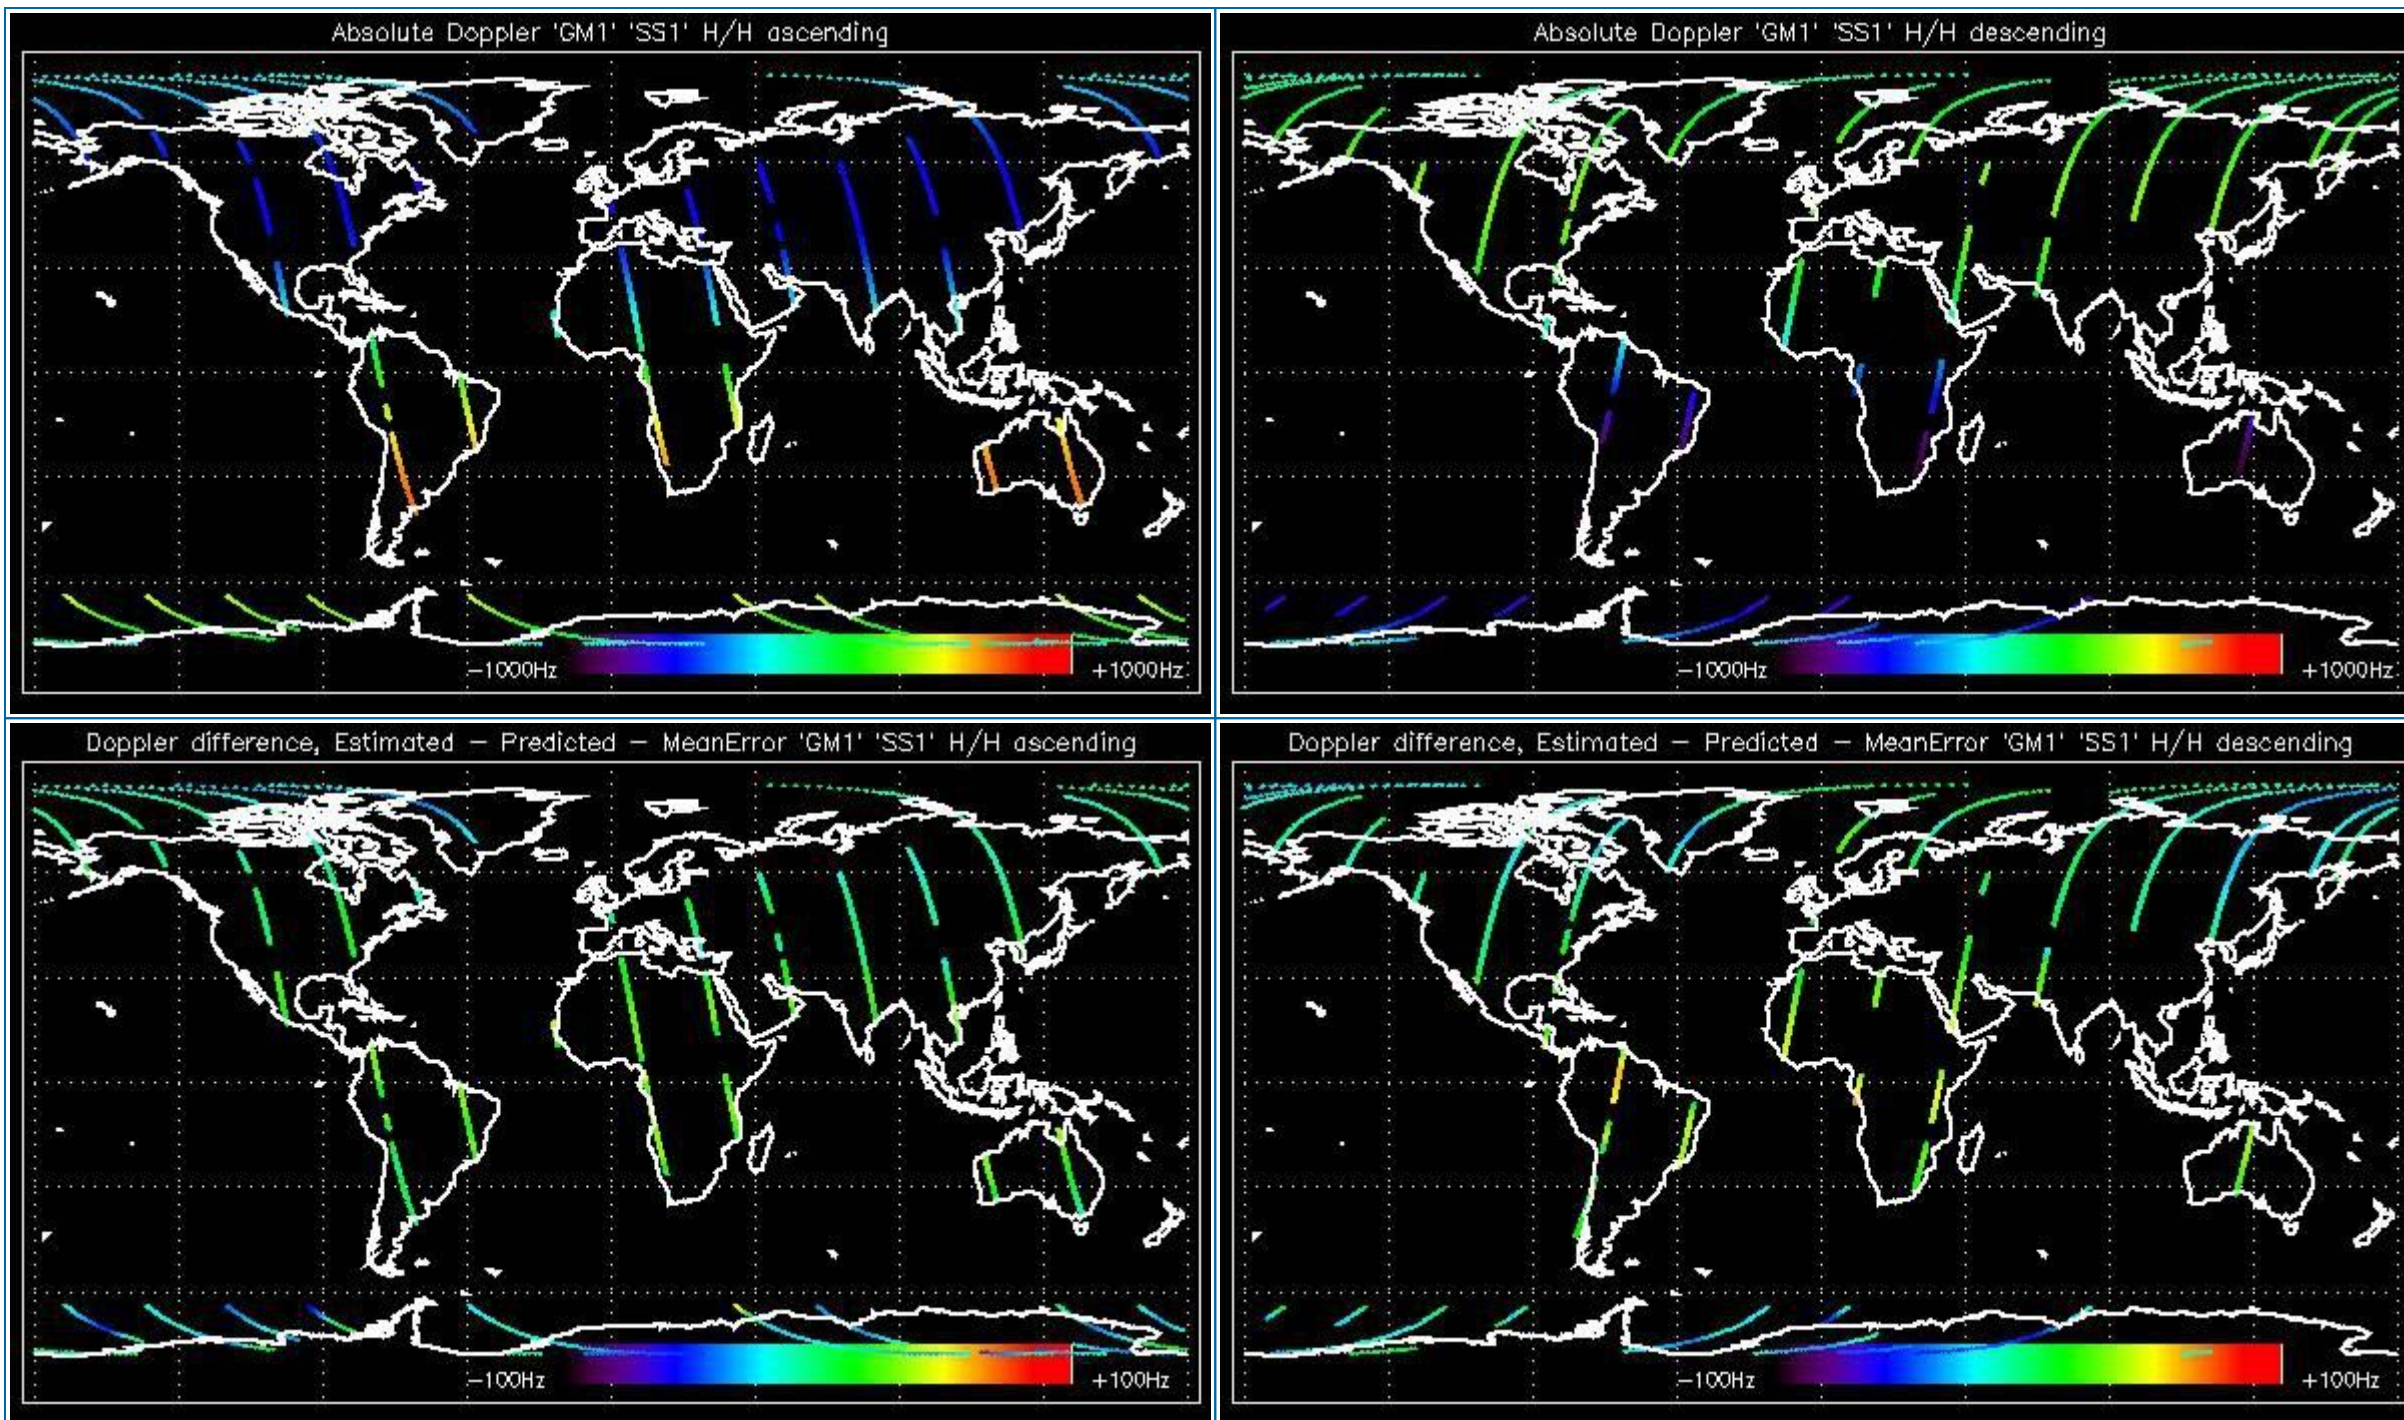 Absolute Doppler 'GM1' 'SS1' H/H ascending
-1000Hz
+1000Hz
Absolute Doppler 'GM1' 'SS1' H/H descending
-1000Hz
+1000Hz
Doppler difference, Estimated - Predicted - MeanError 'GM1' 'SS1' H/H ascending
-100Hz
+100Hz
Doppler difference, Estimated - Predicted - MeanError 'GM1' 'SS1' H/H descending
-100Hz
+100Hz